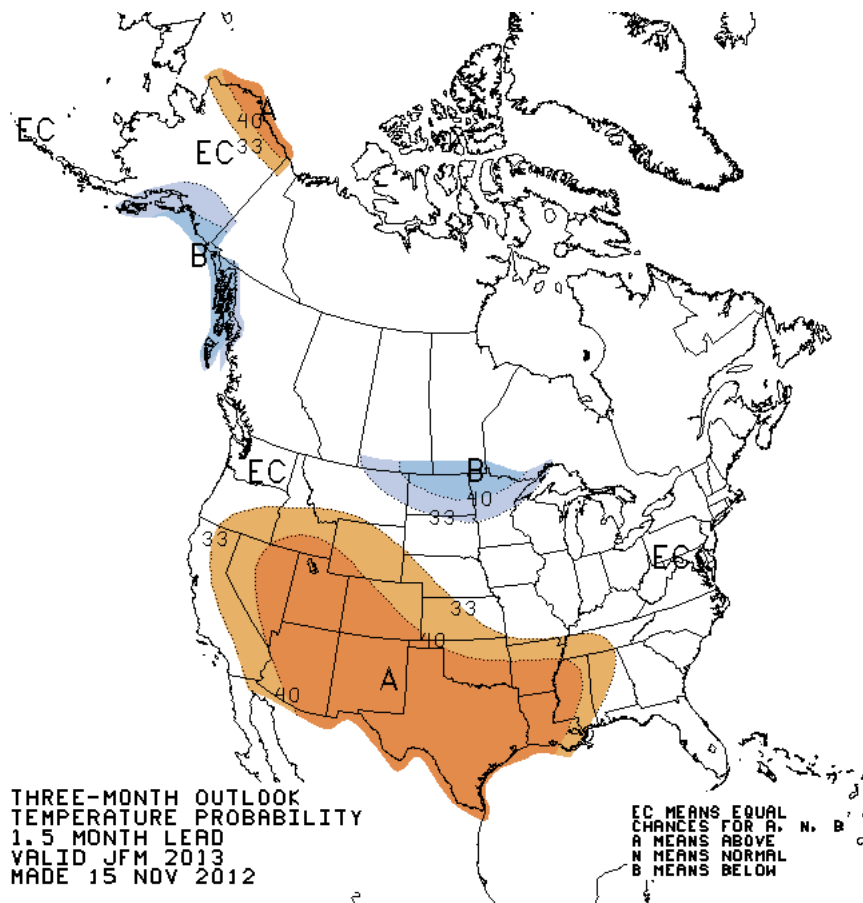 A
40
EC
EC
33
B
B
EC
40
33
33
EC
33
40
A
40
THREE-MONTH OUTLOOK
TEMPERATURE PROBABILITY
1.5 MONTH LEAD
VALID JFM 2013
MADE 15 NOV 2012
EC MEANS EQUAL
CHANCES FOR A, N, B
A MEANS ABOVE
N MEANS NORMAL
B MEANS BELOW